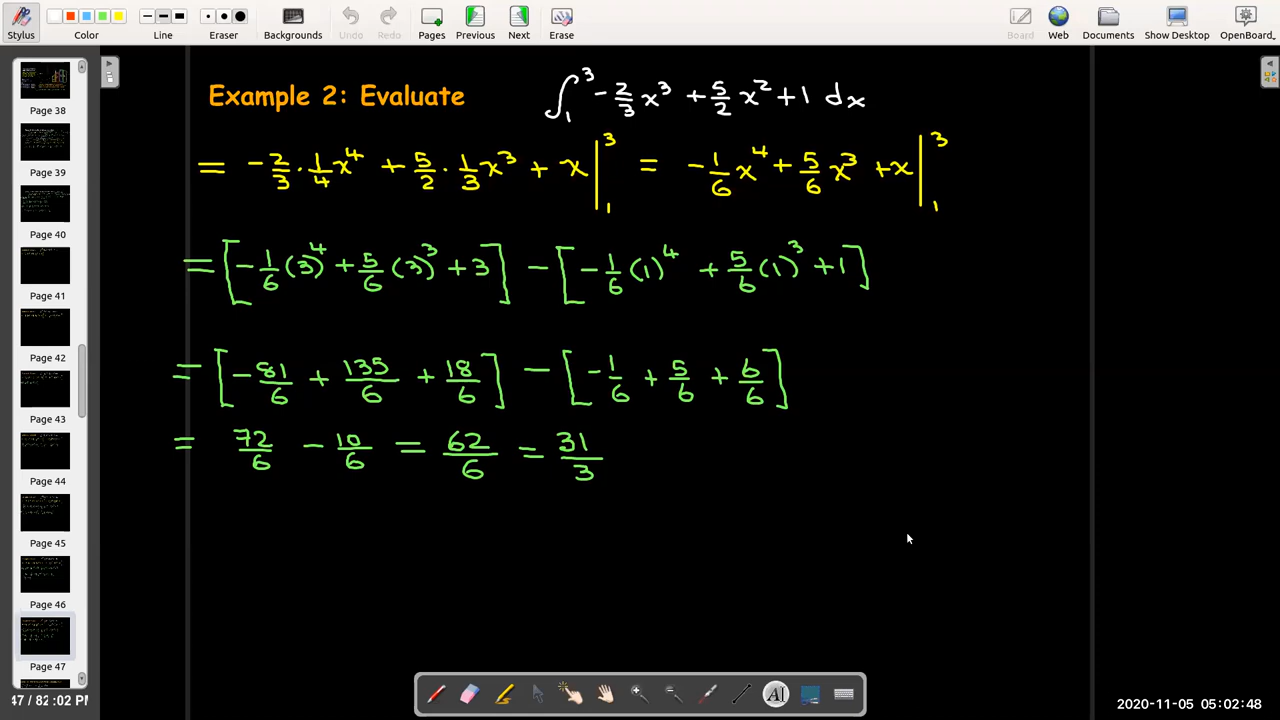 Stylus Color Line Eraser Backgrounds Undo Redo Pages Previous Next Erase Board Web Documents Show Desktop OpenBoard
Page 38
Page 39
Page 40
Page 41
Page 42
Page 43
Page 44
Page 45
Page 46
Page 47
Example 2: Evaluate ∫₁³ -2/3 x³ + 5/2 x² + 1 dx
= -2/3 · 1/4 x⁴ + 5/2 · 1/3 x³ + x |₁³ = -1/6 x⁴ + 5/6 x³ + x |₁³
= [-1/6 (3)⁴ + 5/6 (3)³ + 3] - [-1/6 (1)⁴ + 5/6 (1)³ + 1]
= [-81/6 + 135/6 + 18/6] - [-1/6 + 5/6 + 6/6]
= 72/6 - 10/6 = 62/6 = 31/3
47 / 82:02 PM
2020-11-05 05:02:48